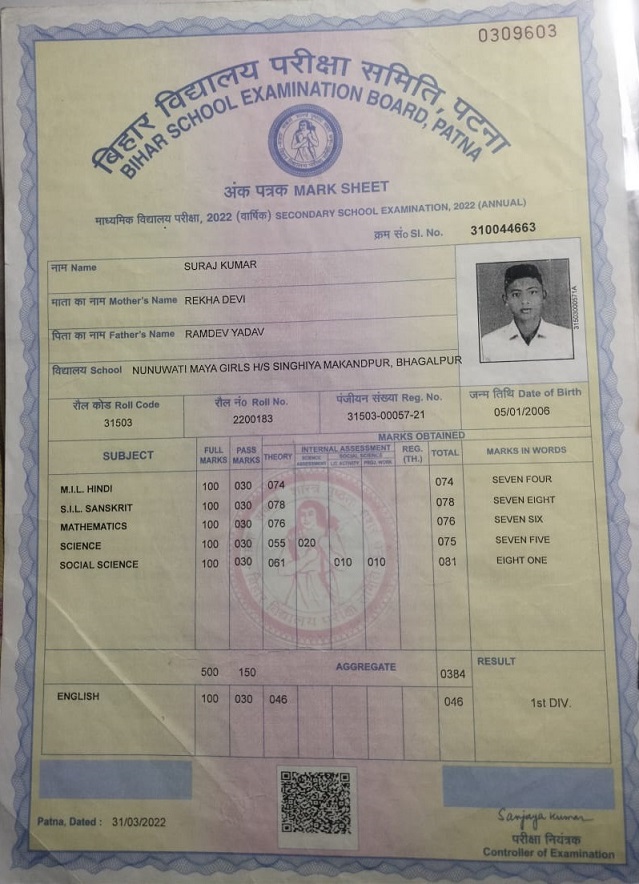 0309603
बिहार विद्यालय परीक्षा समिति, पटना
BIHAR SCHOOL EXAMINATION BOARD, PATNA
अंक पत्रक MARK SHEET
माध्यमिक विद्यालय परीक्षा, 2022 (वार्षिक) SECONDARY SCHOOL EXAMINATION, 2022 (ANNUAL)
क्रम सं० Sl. No. 310044663
नाम Name SURAJ KUMAR
माता का नाम Mother's Name REKHA DEVI
पिता का नाम Father's Name RAMDEV YADAV
विद्यालय School NUNUWATI MAYA GIRLS H/S SINGHIYA MAKANDPUR, BHAGALPUR
रौल कोड Roll Code रौल नं० Roll No. पंजीयन संख्या Reg. No. जन्म तिथि Date of Birth
31503 2200183 31503-00057-21 05/01/2006
MARKS OBTAINED
SUBJECT FULL MARKS PASS MARKS THEORY INTERNAL ASSESSMENT REG. (TH.) TOTAL MARKS IN WORDS
M.I.L. HINDI 100 030 074 074 SEVEN FOUR
S.I.L. SANSKRIT 100 030 078 078 SEVEN EIGHT
MATHEMATICS 100 030 076 076 SEVEN SIX
SCIENCE 100 030 055 020 075 SEVEN FIVE
SOCIAL SCIENCE 100 030 061 010 010 081 EIGHT ONE
500 150 AGGREGATE 0384 RESULT
ENGLISH 100 030 046 046 1st DIV.
Patna, Dated : 31/03/2022
Sanjaya Kumar
परीक्षा नियंत्रक
Controller of Examination